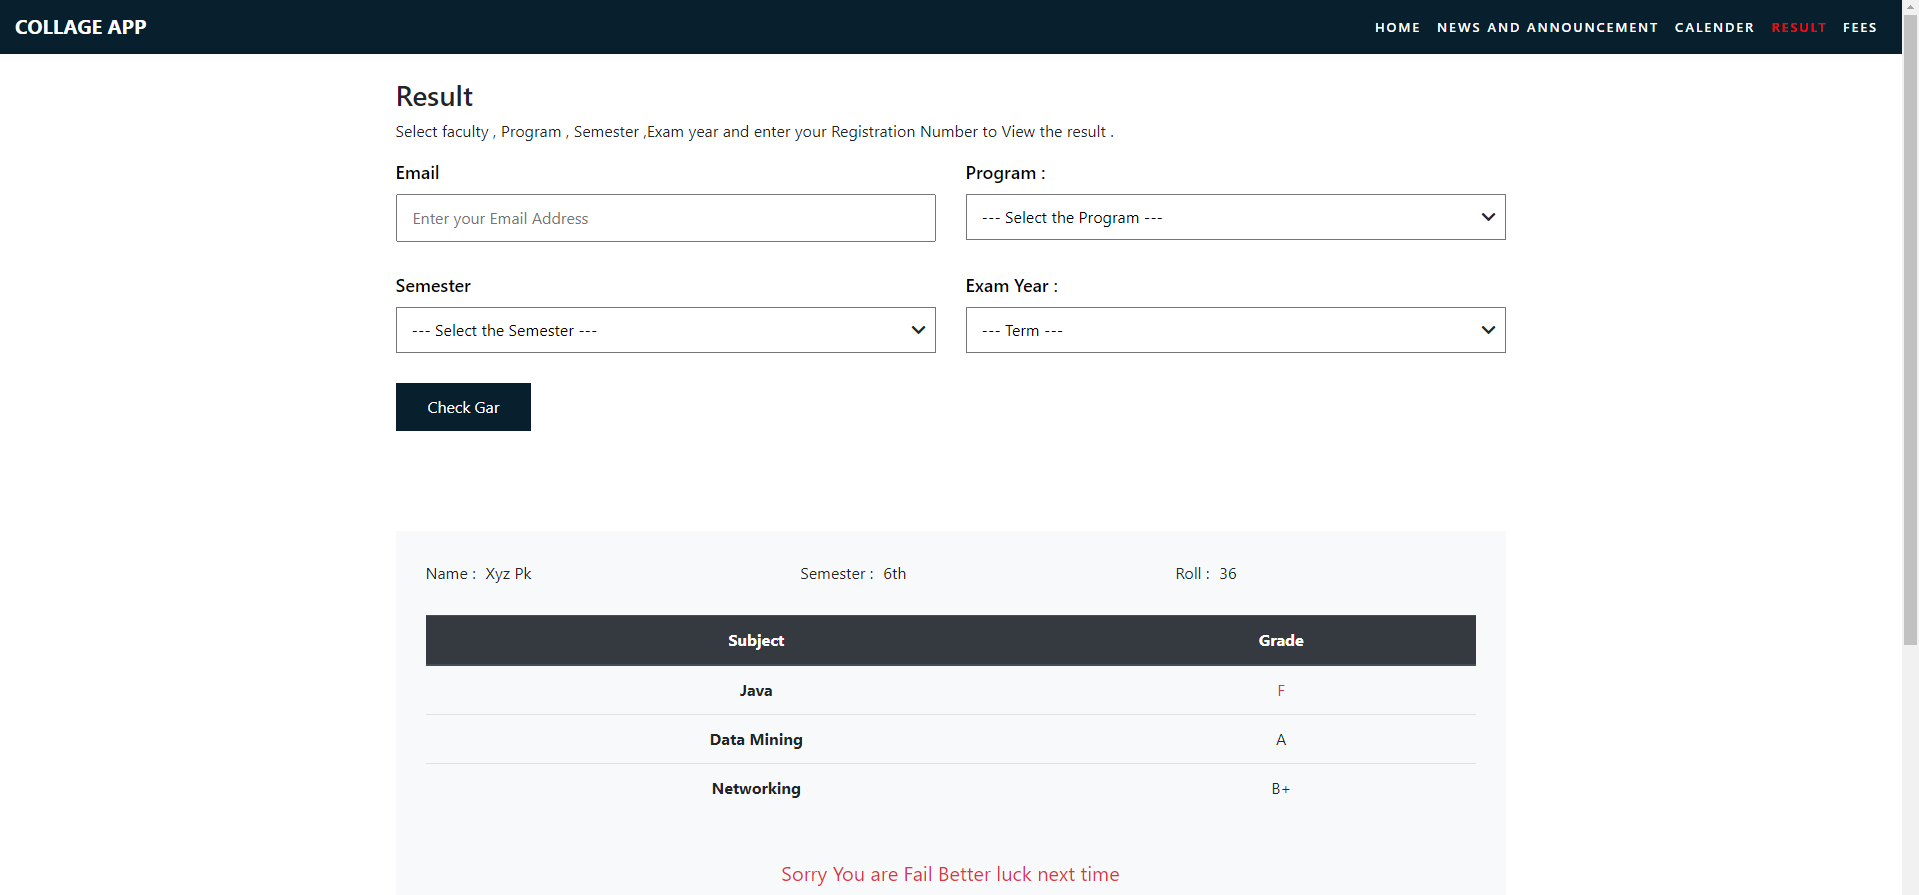 COLLAGE APP
HOME NEWS AND ANNOUNCEMENT CALENDER RESULT FEES
Result
Select faculty , Program , Semester ,Exam year and enter your Registration Number to View the result .
Email
Program :
Enter your Email Address
--- Select the Program ---
Semester
Exam Year :
--- Select the Semester ---
--- Term ---
Check Gar
Name : Xyz Pk
Semester : 6th
Roll : 36
Subject Grade
Java F
Data Mining A
Networking B+
Sorry You are Fail Better luck next time